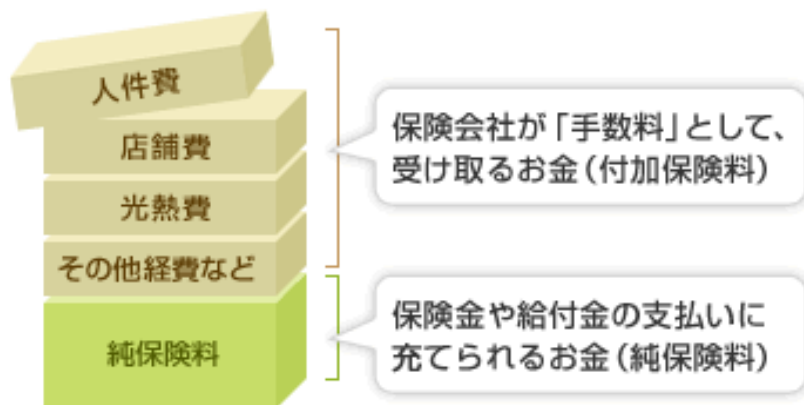 人件費
店舗費
光熱費
その他経費など
純保険料
保険会社が「手数料」として、
受け取るお金(付加保険料)
保険金や給付金の支払いに
充てられるお金(純保険料)